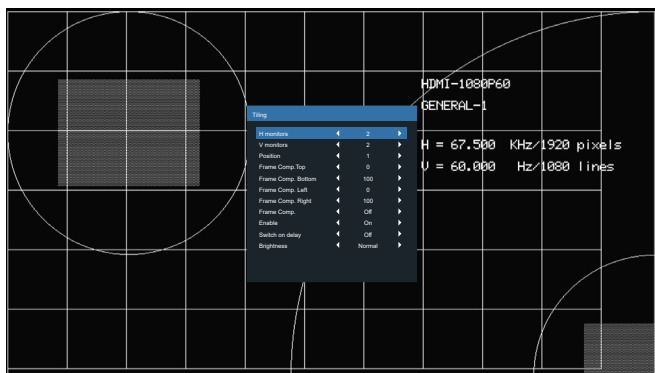 HDMI-1080P60
GENERAL-1
H = 67.500 KHz/1920 pixels
V = 60.000 Hz/1080 lines
Tiling
H monitors 2
V monitors 2
Position 1
Frame Comp.Top 0
Frame Comp. Bottom 100
Frame Comp. Left 0
Frame Comp. Right 100
Frame Comp. Off
Enable On
Switch on delay Off
Brightness Normal